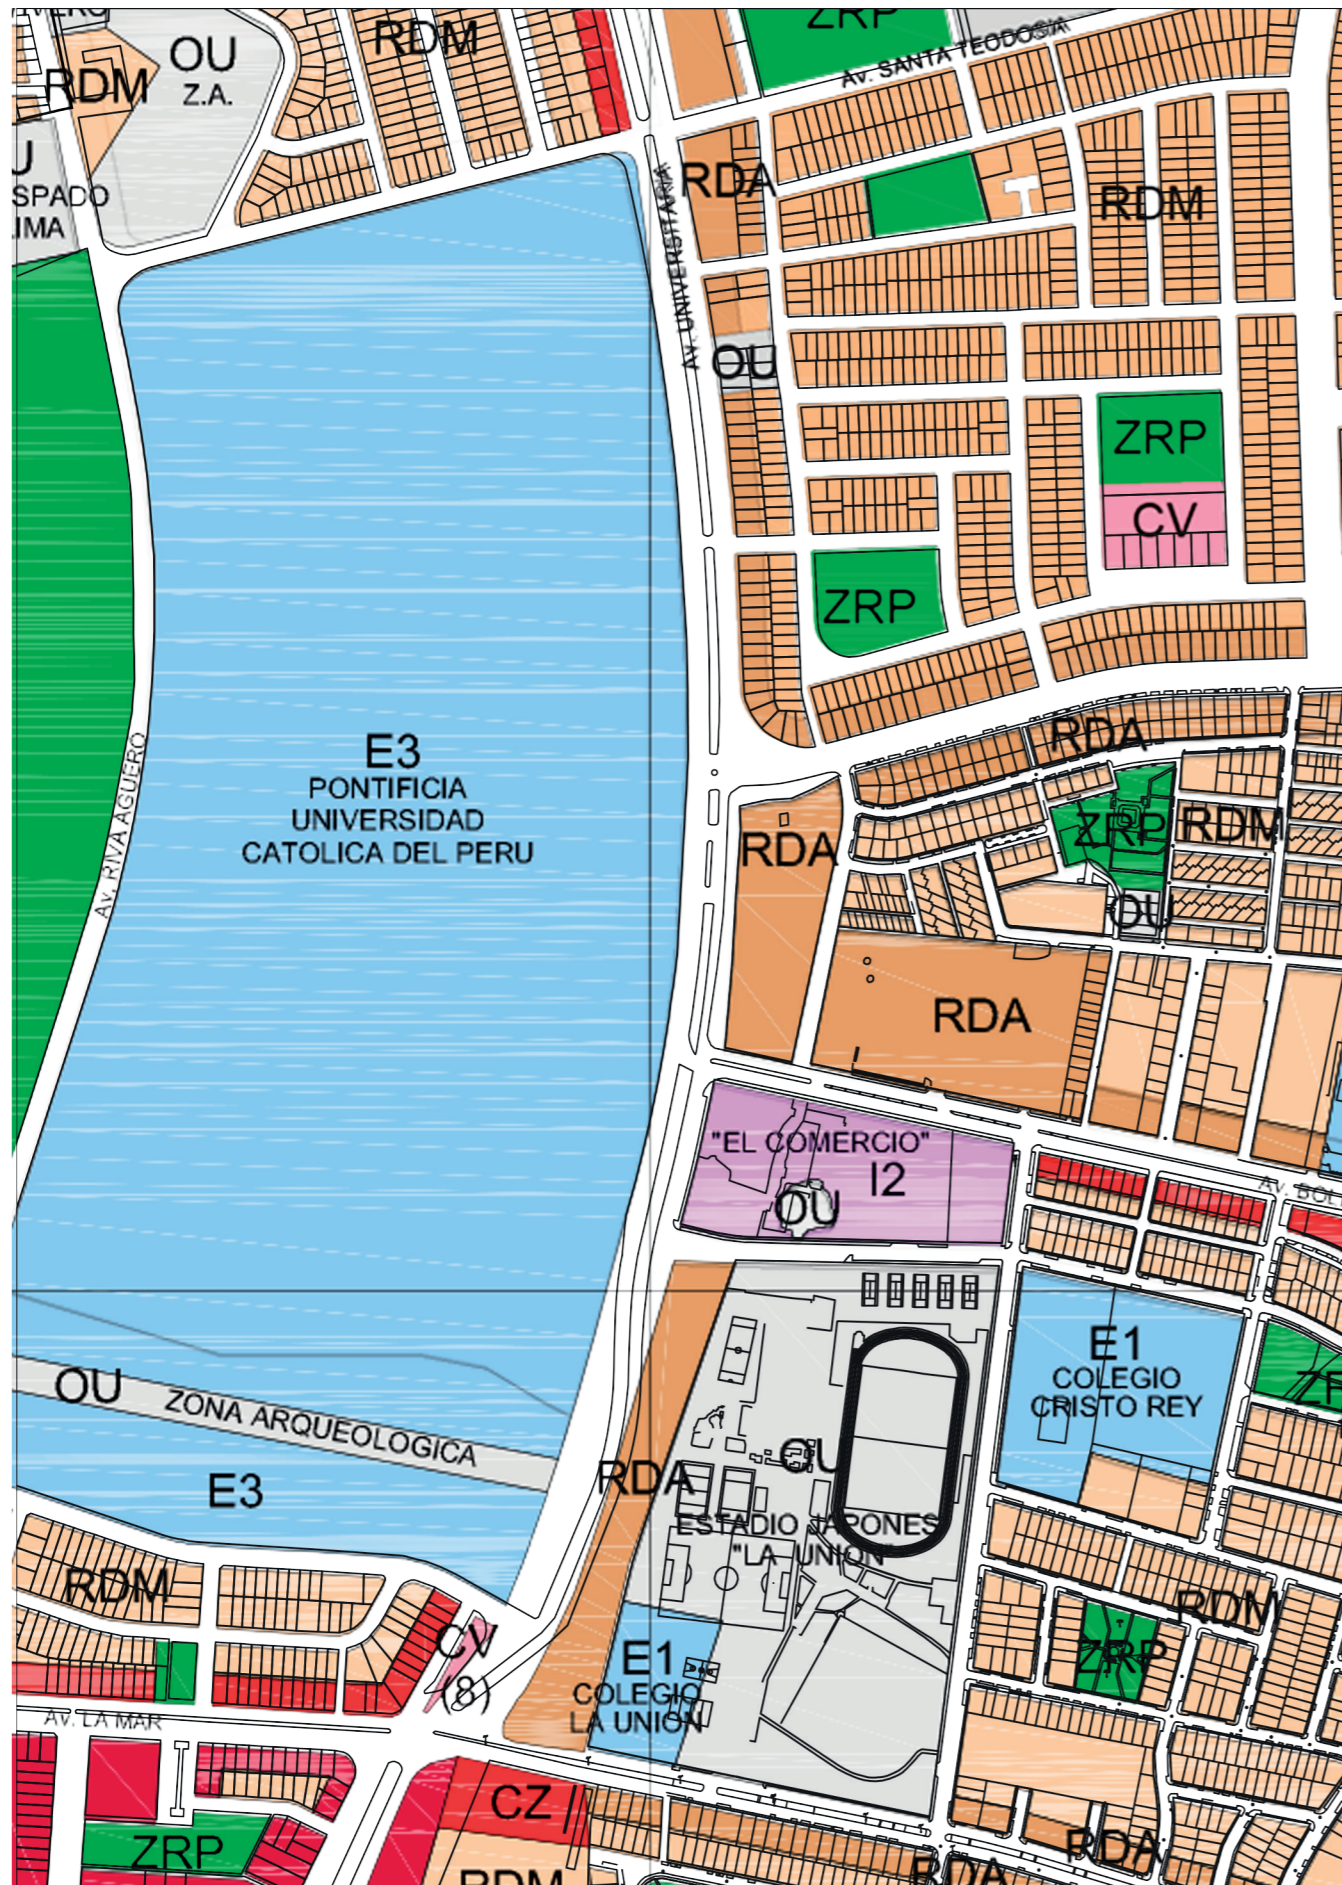 ZRP
RDM
OU
Z.A.
RDM
AV. SANTA TEODOSIA
RDA
RDM
AV. UNIVERSITARIA
OU
ZRP
CV
ZRP
RDA
E3
PONTIFICIA
UNIVERSIDAD
CATOLICA DEL PERU
AV. RIVA AGUERO
RDA
ZRP
RDM
OU
RDA
"EL COMERCIO"
I2
OU
E1
COLEGIO
CRISTO REY
OU
ZONA ARQUEOLOGICA
E3
RDA
OU
ESTADIO JAPONES
"LA UNION"
RDM
RDM
ZRP
CV
(8)
E1
COLEGIO
LA UNION
AV. LA MAR
CZ
ZRP
RDM
RDA
RDA